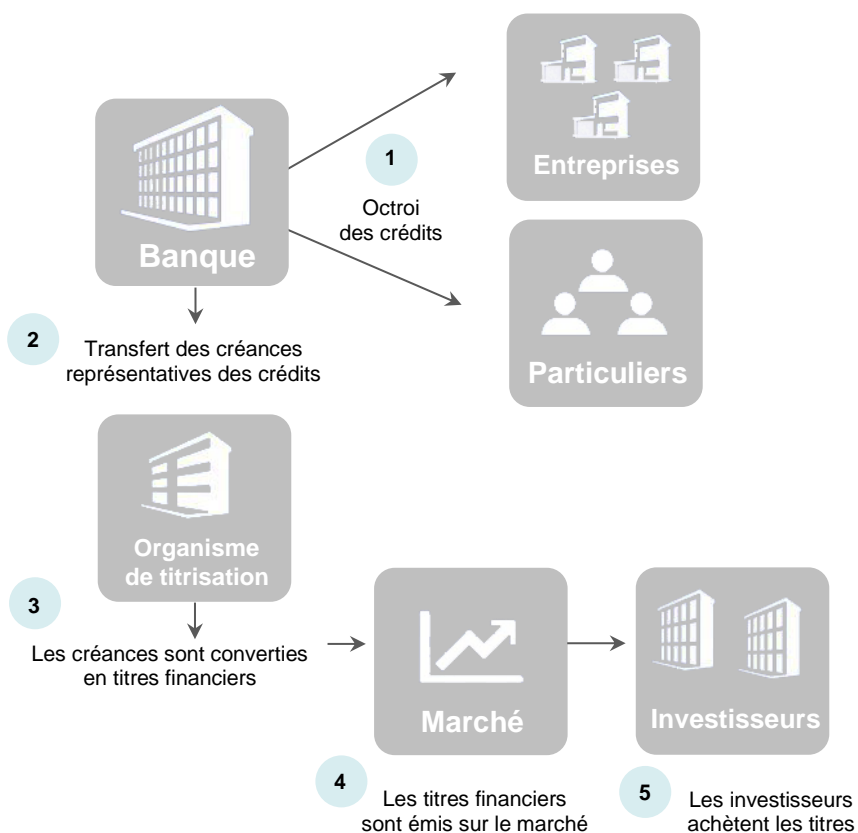 Entreprises
1
Octroi
des crédits
Banque
2
Transfert des créances
représentatives des crédits
Particuliers
Organisme
de titrisation
3
Les créances sont converties
en titres financiers
Marché
Investisseurs
4
Les titres financiers
sont émis sur le marché
5
Les investisseurs
achètent les titres